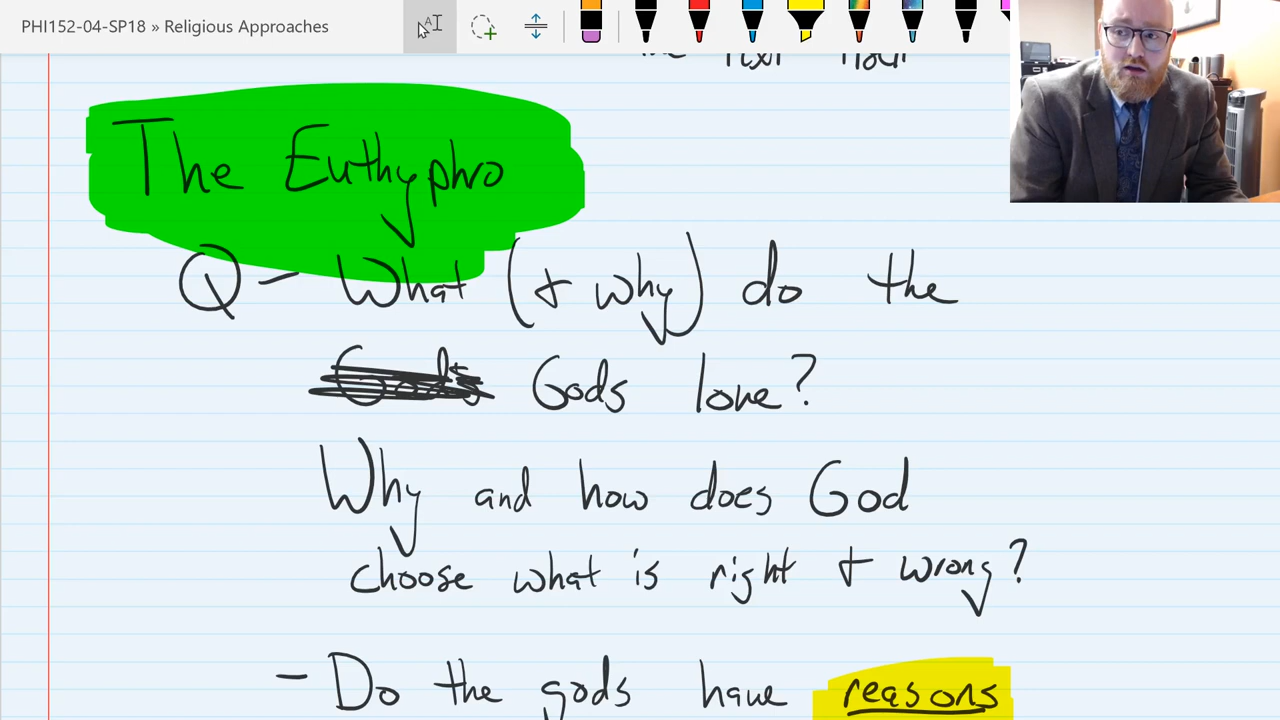 PHI152-04-SP18 » Religious Approaches
The Euthyphro
Q - What (+ why) do the
Gods Gods love?
Why and how does God
choose what is right + wrong?
- Do the gods have reasons